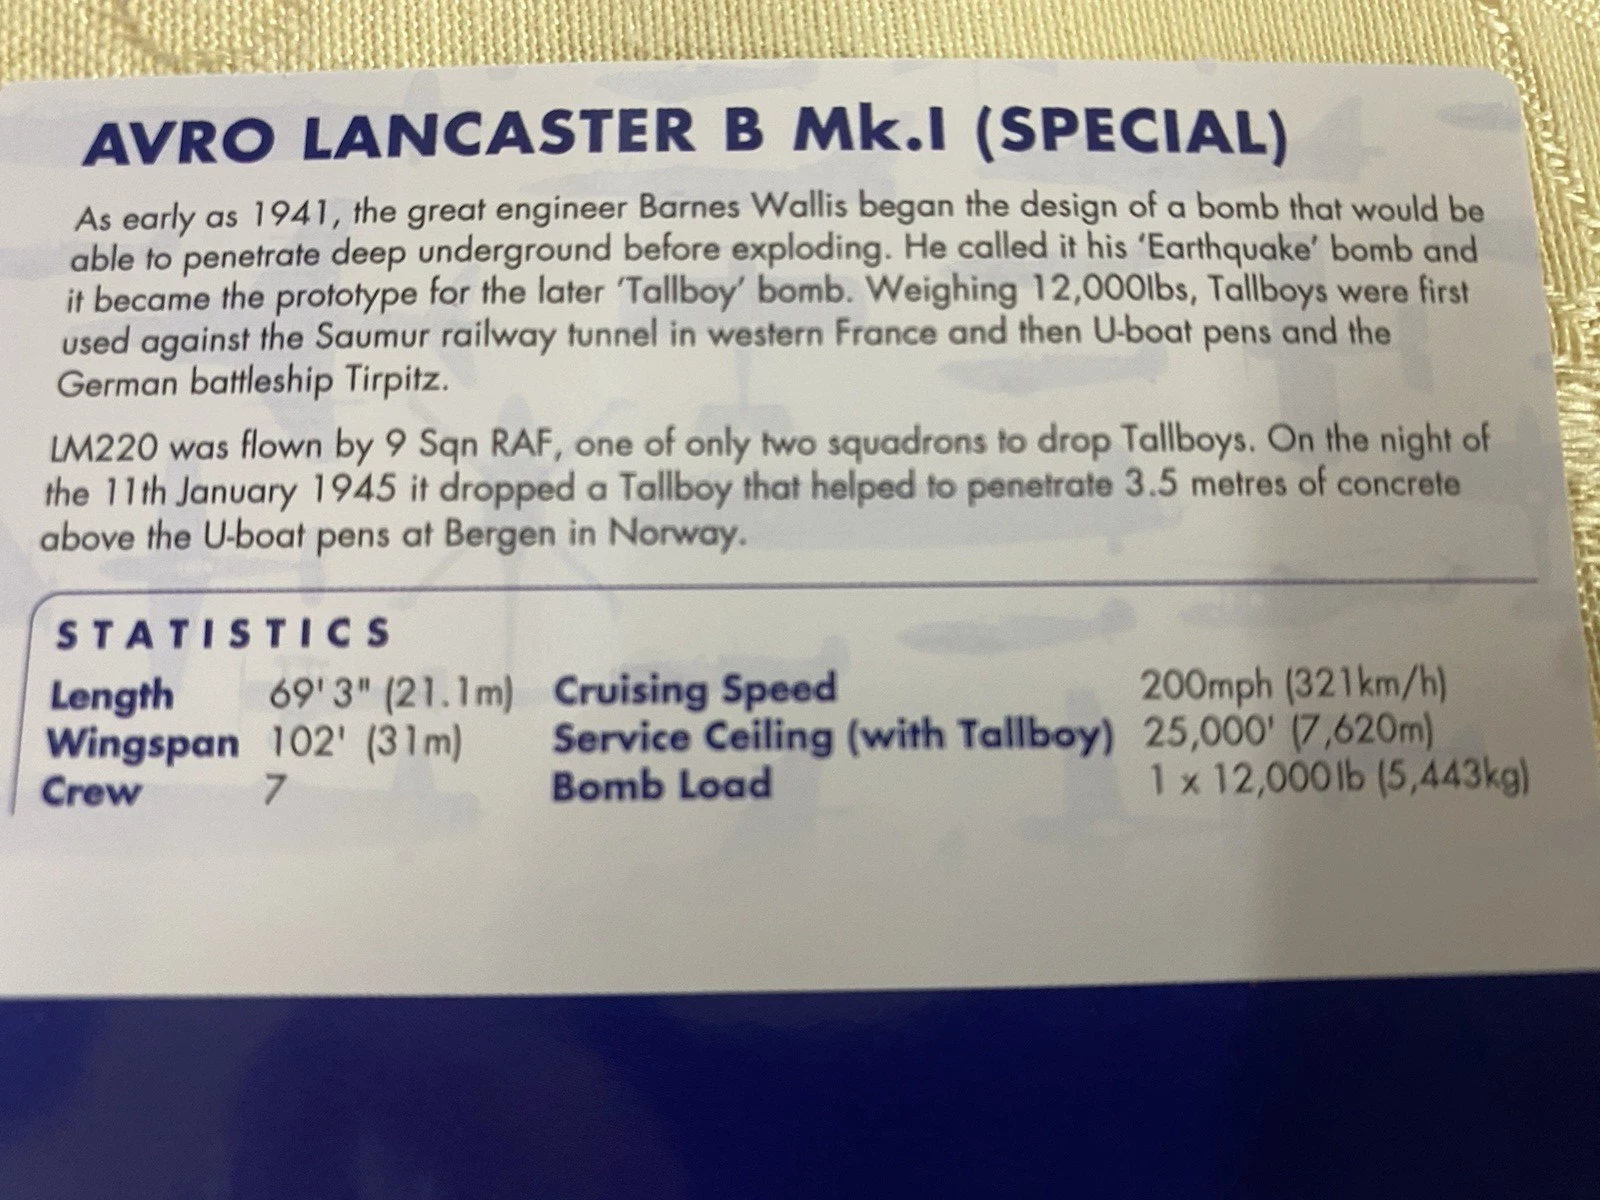 AVRO LANCASTER B Mk.I (SPECIAL)
As early as 1941, the great engineer Barnes Wallis began the design of a bomb that would be
able to penetrate deep underground before exploding. He called it his 'Earthquake' bomb and
it became the prototype for the later 'Tallboy' bomb. Weighing 12,000lbs, Tallboys were first
used against the Saumur railway tunnel in western France and then U-boat pens and the
German battleship Tirpitz.
LM220 was flown by 9 Sqn RAF, one of only two squadrons to drop Tallboys. On the night of
the 11th January 1945 it dropped a Tallboy that helped to penetrate 3.5 metres of concrete
above the U-boat pens at Bergen in Norway.
STATISTICS
Length 69'3" (21.1m) Cruising Speed 200mph (321km/h)
Wingspan 102' (31m) Service Ceiling (with Tallboy) 25,000' (7,620m)
Crew 7 Bomb Load 1 x 12,000lb (5,443kg)